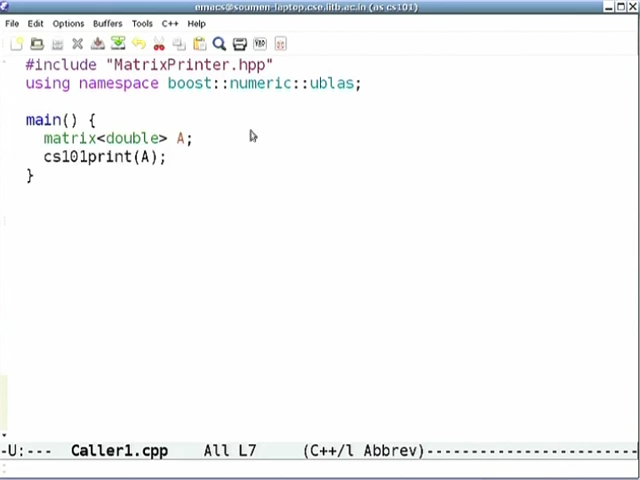 emacs@soumen-laptop.cse.iitb.ac.in (as cs101)
File Edit Options Buffers Tools C++ Help
#include "MatrixPrinter.hpp"
using namespace boost::numeric::ublas;
main() {
matrix<double> A;
cs101print(A);
}
-U:--- Caller1.cpp All L7 (C++/l Abbrev)------------------------